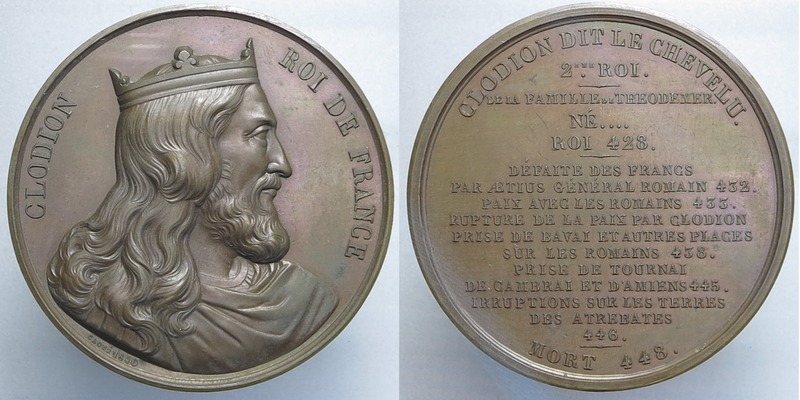 CLODION ROI DE FRANCE
CLODION DIT LE CHEVELU.
2ME. ROI.
DE LA FAMILLE DE THEODEMER
NÉ....
ROI 428.
DÉFAITE DES FRANCS
PAR ÆTIUS GÉNÉRAL ROMAIN 432.
PAIX AVEC LES ROMAINS 433.
RUPTURE DE LA PAIX PAR CLODION
PRISE DE BAVAI ET AUTRES PLACES
SUR LES ROMAINS 438.
PRISE DE TOURNAI
DE CAMBRAI ET D'AMIENS 445.
IRRUPTIONS SUR LES TERRES
DES ATREBATES
446.
MORT 448.